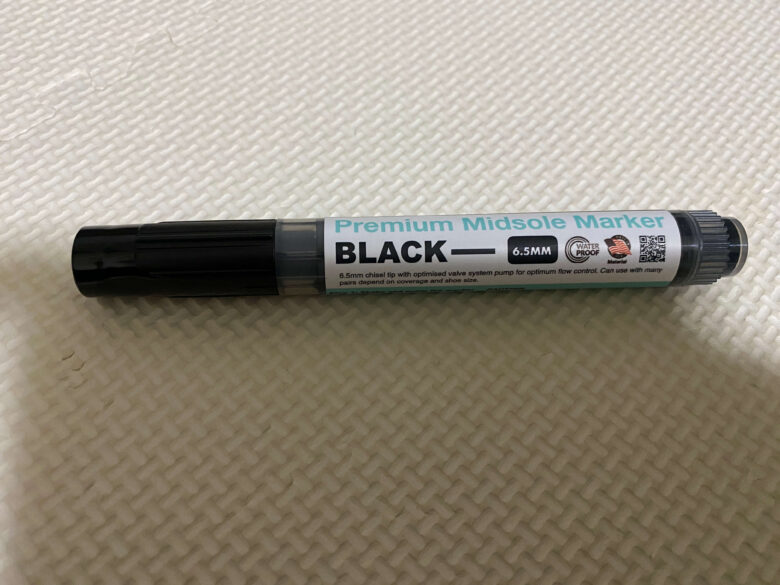 Premium Midsole Marker
BLACK — 6.5MM WATER PROOF Material
6.5mm chisel tip with optimised valve system pump for optimum flow control. Can use with many
pairs depend on coverage and shoe size.